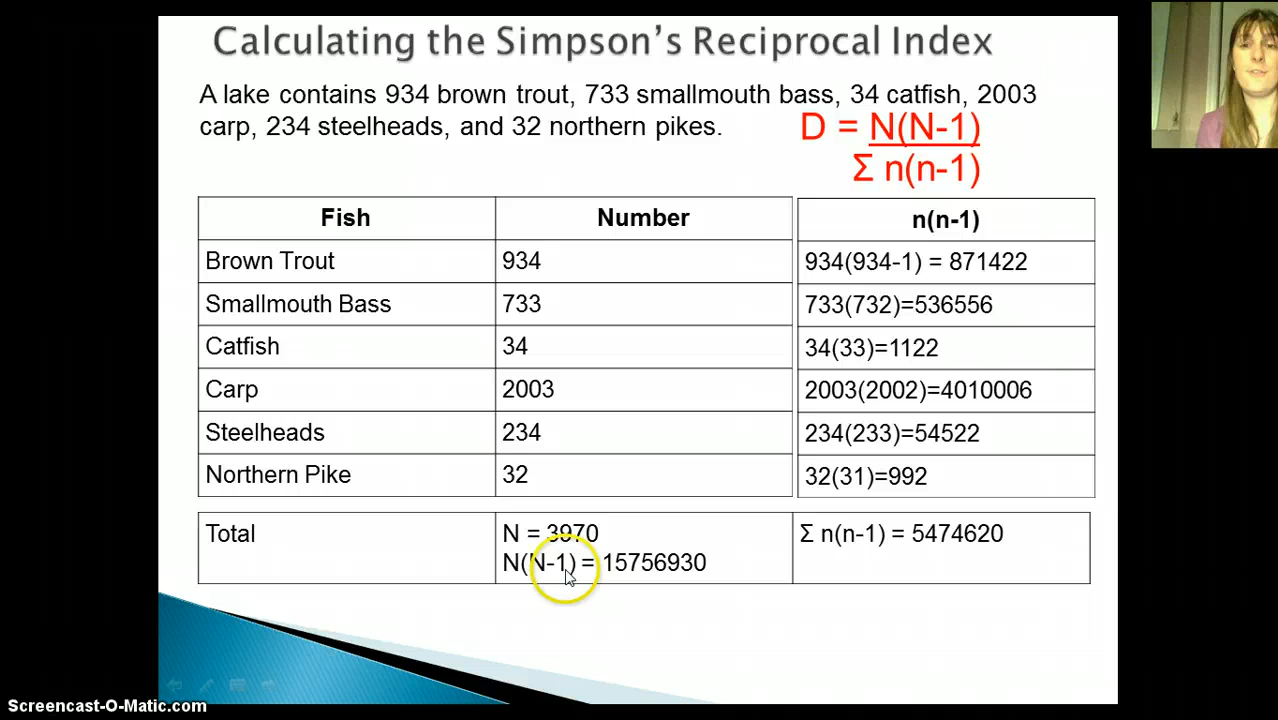 Calculating the Simpson's Reciprocal Index
A lake contains 934 brown trout, 733 smallmouth bass, 34 catfish, 2003
carp, 234 steelheads, and 32 northern pikes.
D = N(N-1)
Σ n(n-1)
Fish Number n(n-1)
Brown Trout 934 934(934-1) = 871422
Smallmouth Bass 733 733(732)=536556
Catfish 34 34(33)=1122
Carp 2003 2003(2002)=4010006
Steelheads 234 234(233)=54522
Northern Pike 32 32(31)=992
Total N = 3970 Σ n(n-1) = 5474620
N(N-1) = 15756930
Screencast-O-Matic.com